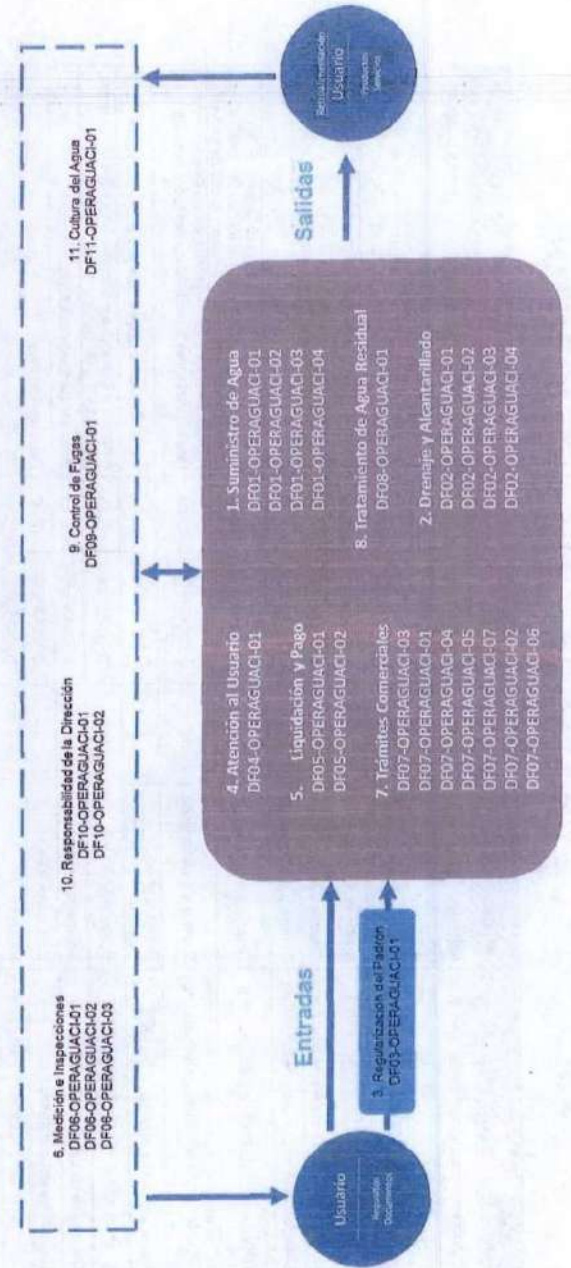 6. Medición e Inspecciones
DF06-OPERAGUACI-01
DF06-OPERAGUACI-02
DF06-OPERAGUACI-03
10. Responsabilidad de la Dirección
DF10-OPERAGUACI-01
DF10-OPERAGUACI-02
9. Control de Fugas
DF09-OPERAGUACI-01
11. Cultura del Agua
DF11-OPERAGUACI-01
Usuario
Requisitos
Documentos
Entradas
3. Regularización del Padrón
DF03-OPERAGUACI-01
4. Atención al Usuario
DF04-OPERAGUACI-01
5. Liquidación y Pago
DF05-OPERAGUACI-01
DF05-OPERAGUACI-02
7. Trámites Comerciales
DF07-OPERAGUACI-03
DF07-OPERAGUACI-01
DF07-OPERAGUACI-04
DF07-OPERAGUACI-05
DF07-OPERAGUACI-07
DF07-OPERAGUACI-02
DF07-OPERAGUACI-06
1. Suministro de Agua
DF01-OPERAGUACI-01
DF01-OPERAGUACI-02
DF01-OPERAGUACI-03
DF01-OPERAGUACI-04
8. Tratamiento de Agua Residual
DF08-OPERAGUACI-01
2. Drenaje y Alcantarillado
DF02-OPERAGUACI-01
DF02-OPERAGUACI-02
DF02-OPERAGUACI-03
DF02-OPERAGUACI-04
Salidas
Retroalimentación
Usuario
Productos
Servicios